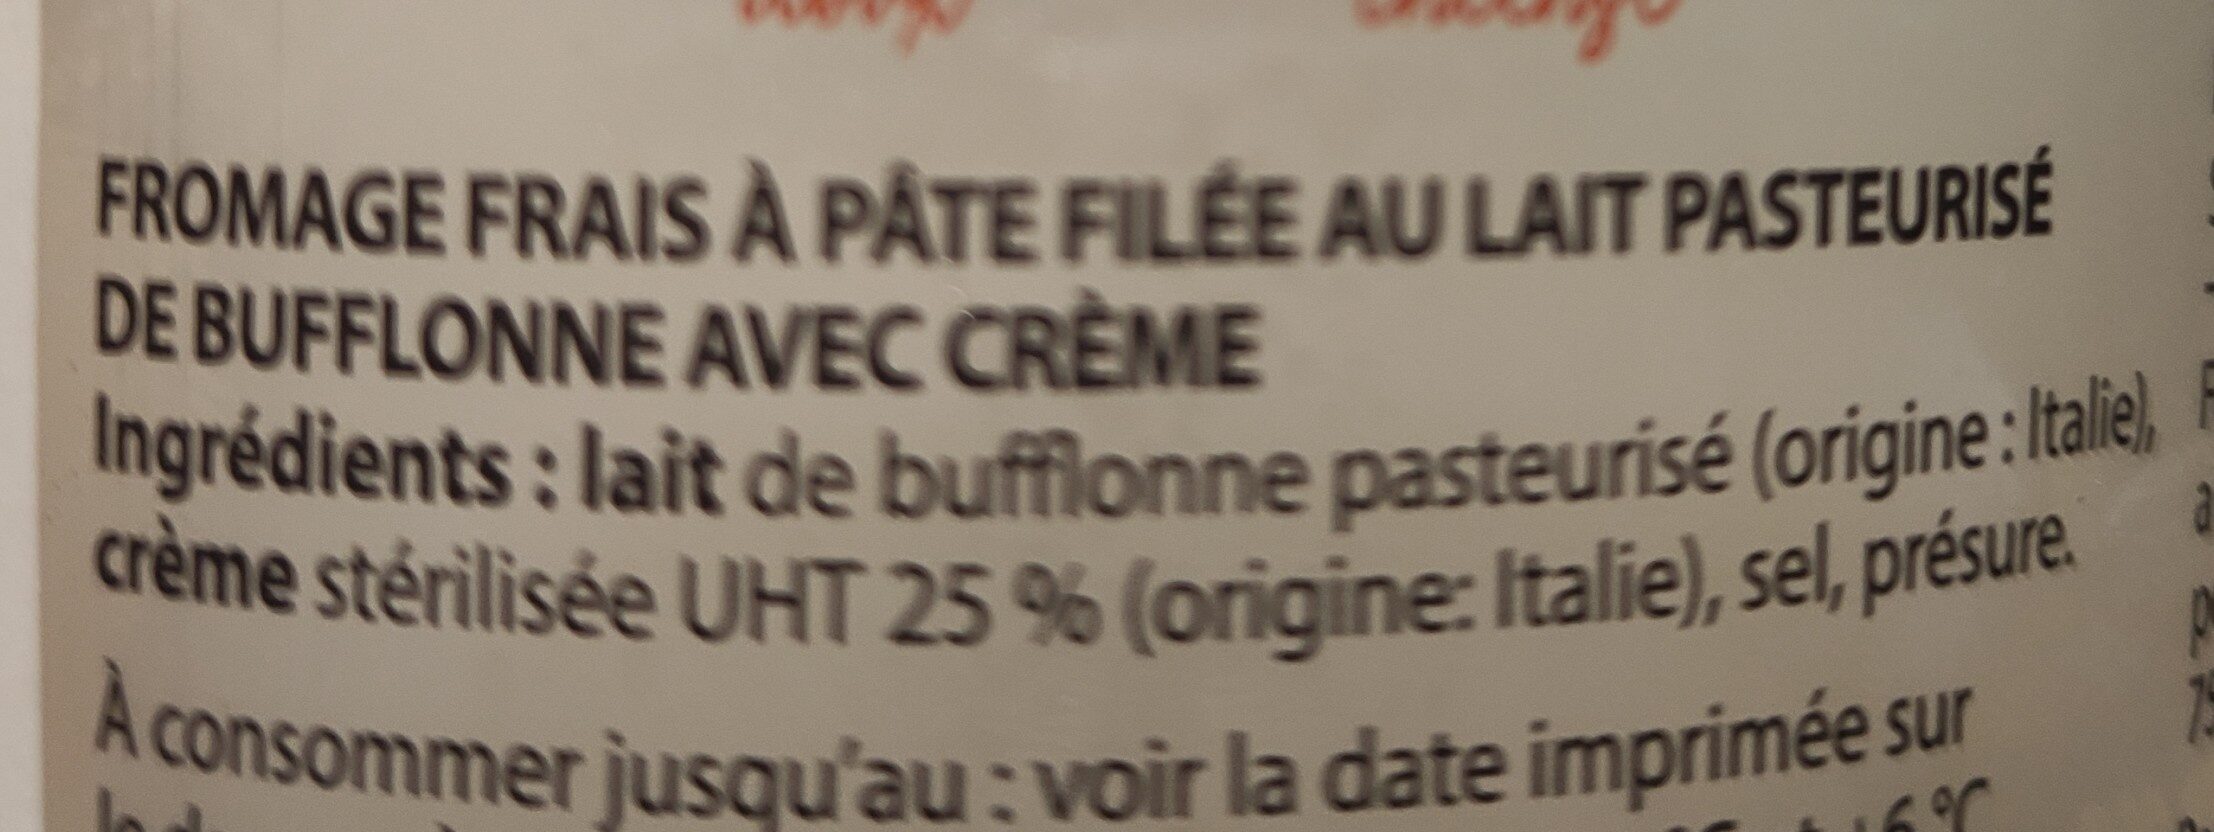 FROMAGE FRAIS À PÂTE FILÉE AU LAIT PASTEURISÉ
DE BUFFLONNE AVEC CRÈME
Ingrédients : lait de bufflonne pasteurisé (origine : Italie),
crème stérilisée UHT 25 % (origine: Italie), sel, présure.
À consommer jusqu'au : voir la date imprimée sur